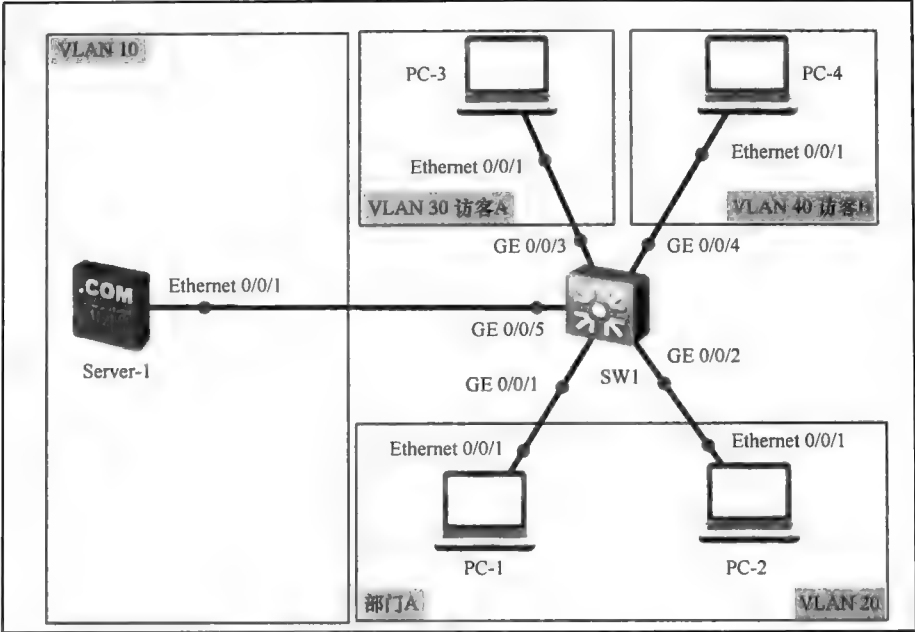 VLAN 10
PC-3
PC-4
Ethernet 0/0/1
Ethernet 0/0/1
VLAN 30 访客A
VLAN 40 访客B
GE 0/0/3
GE 0/0/4
.COM
Ethernet 0/0/1
GE 0/0/5
Server-1
GE 0/0/1
SW1
GE 0/0/2
Ethernet 0/0/1
Ethernet 0/0/1
PC-1
PC-2
部门A
VLAN 20